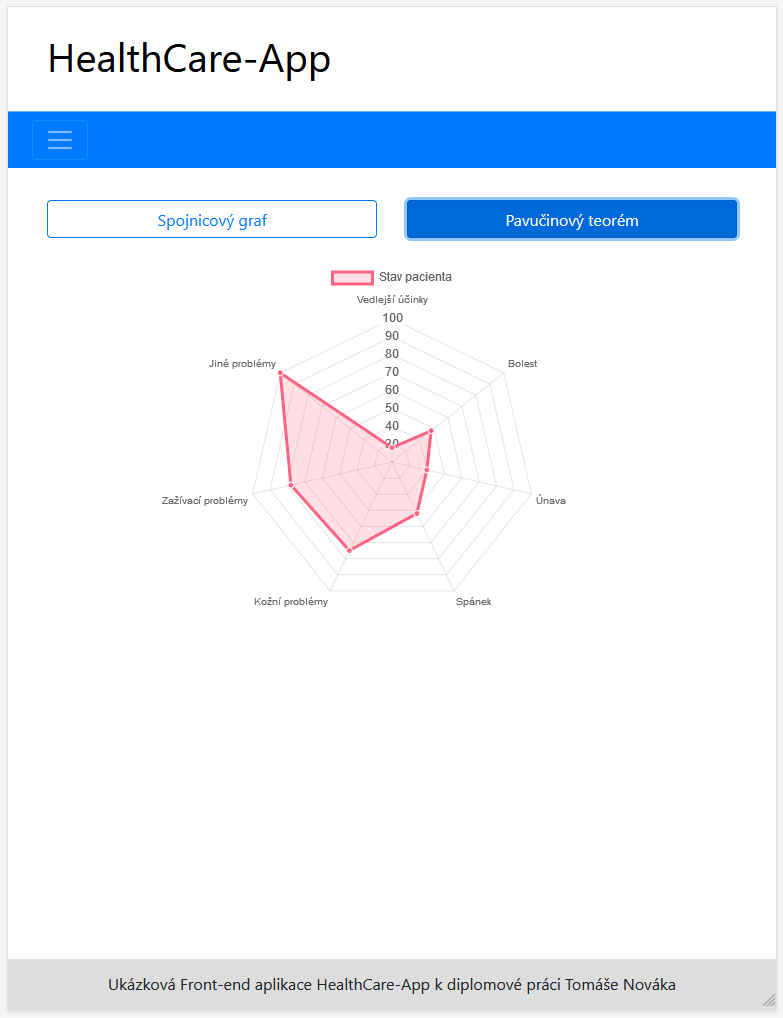 HealthCare-App
Spojnicový graf
Pavučinový teorém
Stav pacienta
Vedlejší účinky
100
90
80
70
60
50
40
30
Jiné problémy
Bolest
Zažívací problémy
Únava
Kožní problémy
Spánek
Ukázková Front-end aplikace HealthCare-App k diplomové práci Tomáše Nováka